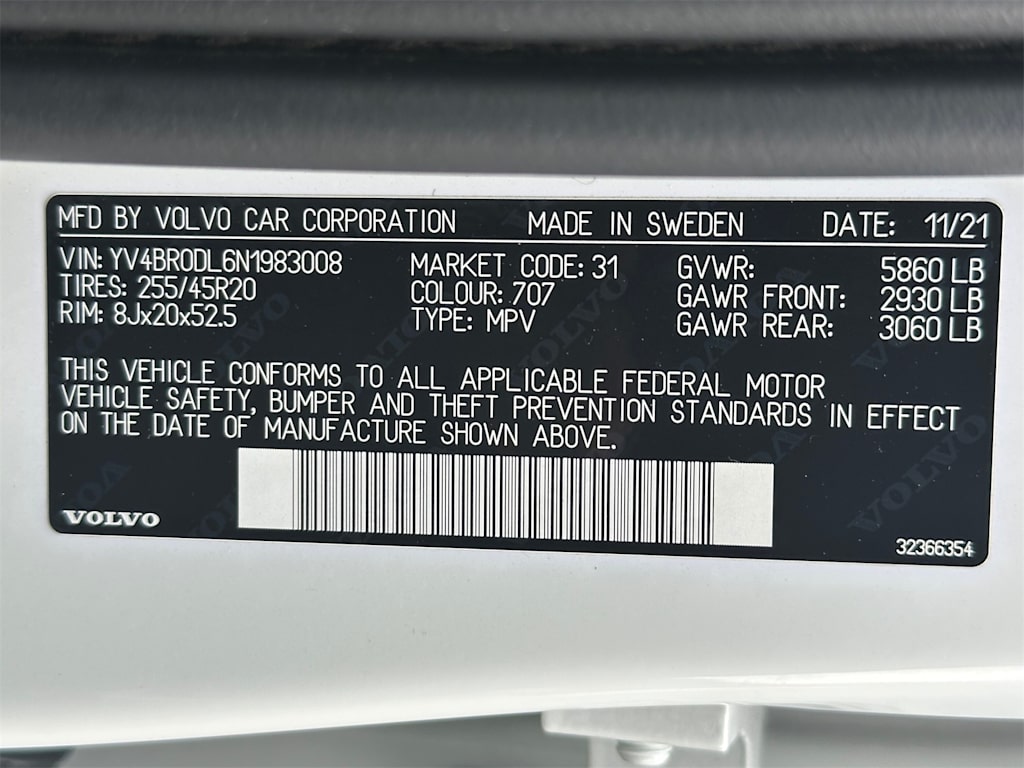 MFD BY VOLVO CAR CORPORATION MADE IN SWEDEN DATE: 11/21
VIN: YV4BR0DL6N1983008 MARKET CODE: 31 GVWR: 5860 LB
TIRES: 255/45R20 COLOUR: 707 GAWR FRONT: 2930 LB
RIM: 8Jx20x52.5 TYPE: MPV GAWR REAR: 3060 LB
THIS VEHICLE CONFORMS TO ALL APPLICABLE FEDERAL MOTOR
VEHICLE SAFETY, BUMPER AND THEFT PREVENTION STANDARDS IN EFFECT
ON THE DATE OF MANUFACTURE SHOWN ABOVE.
VOLVO
32366354